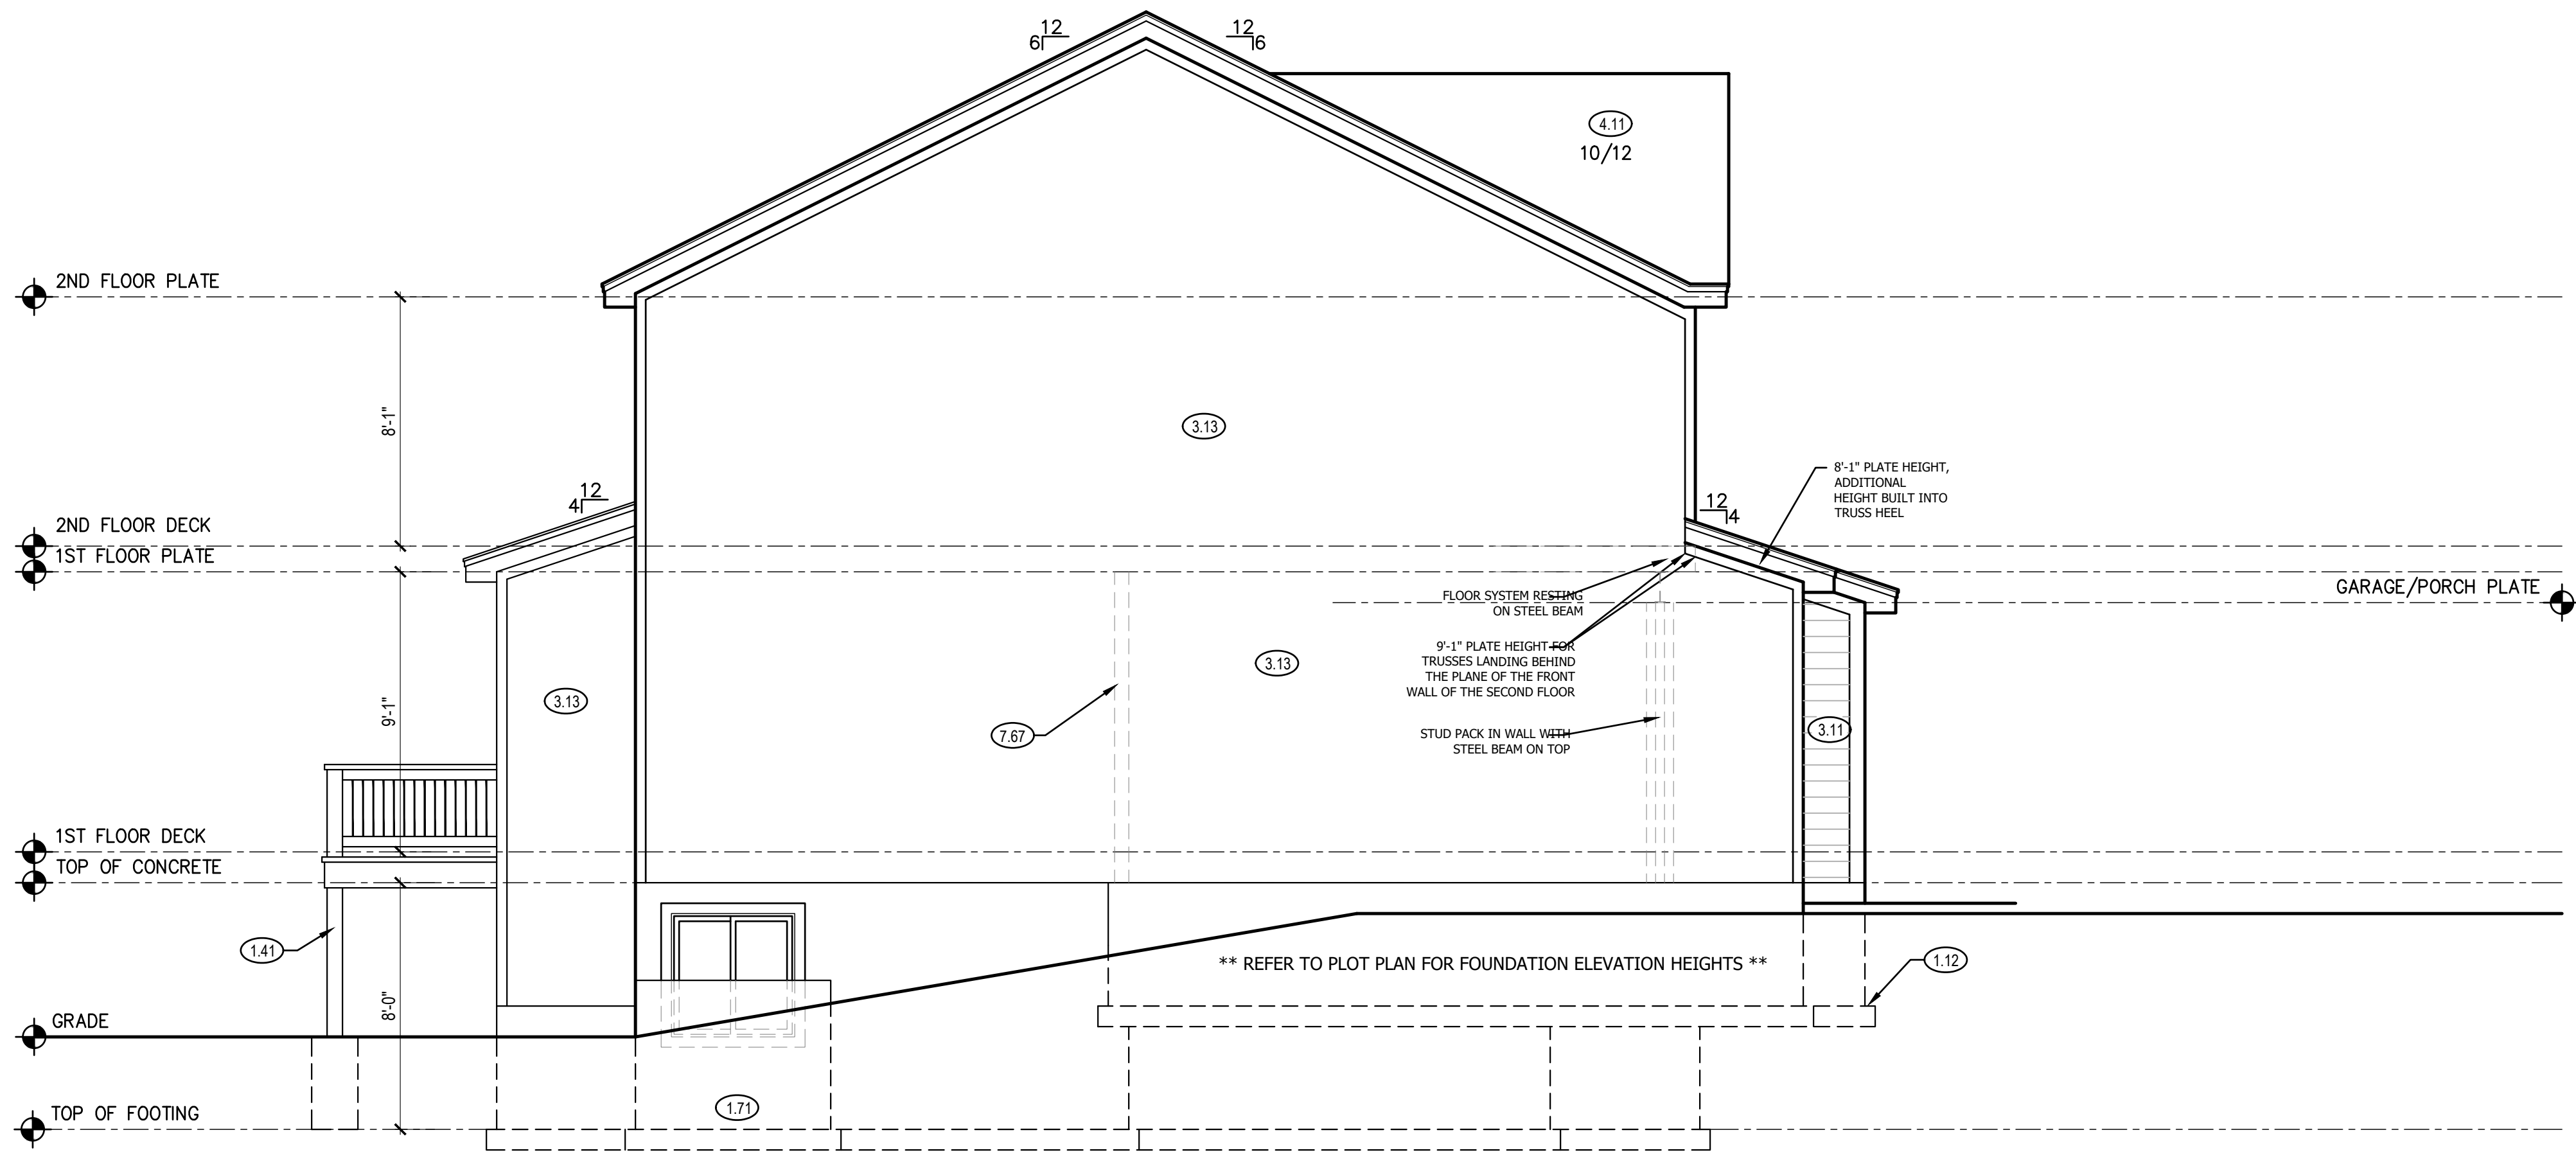 12
6
12
6
4.11
10/12
2ND FLOOR PLATE
8'-1"
3.13
8'-1" PLATE HEIGHT,
ADDITIONAL
HEIGHT BUILT INTO
TRUSS HEEL
12
4
12
4
2ND FLOOR DECK
1ST FLOOR PLATE
GARAGE/PORCH PLATE
FLOOR SYSTEM RESTING
ON STEEL BEAM
9'-1" PLATE HEIGHT FOR
TRUSSES LANDING BEHIND
THE PLANE OF THE FRONT
WALL OF THE SECOND FLOOR
3.13
3.13
9'-1"
7.67
STUD PACK IN WALL WITH
STEEL BEAM ON TOP
3.11
1ST FLOOR DECK
TOP OF CONCRETE
1.41
** REFER TO PLOT PLAN FOR FOUNDATION ELEVATION HEIGHTS **
1.12
8'-0"
GRADE
1.71
TOP OF FOOTING